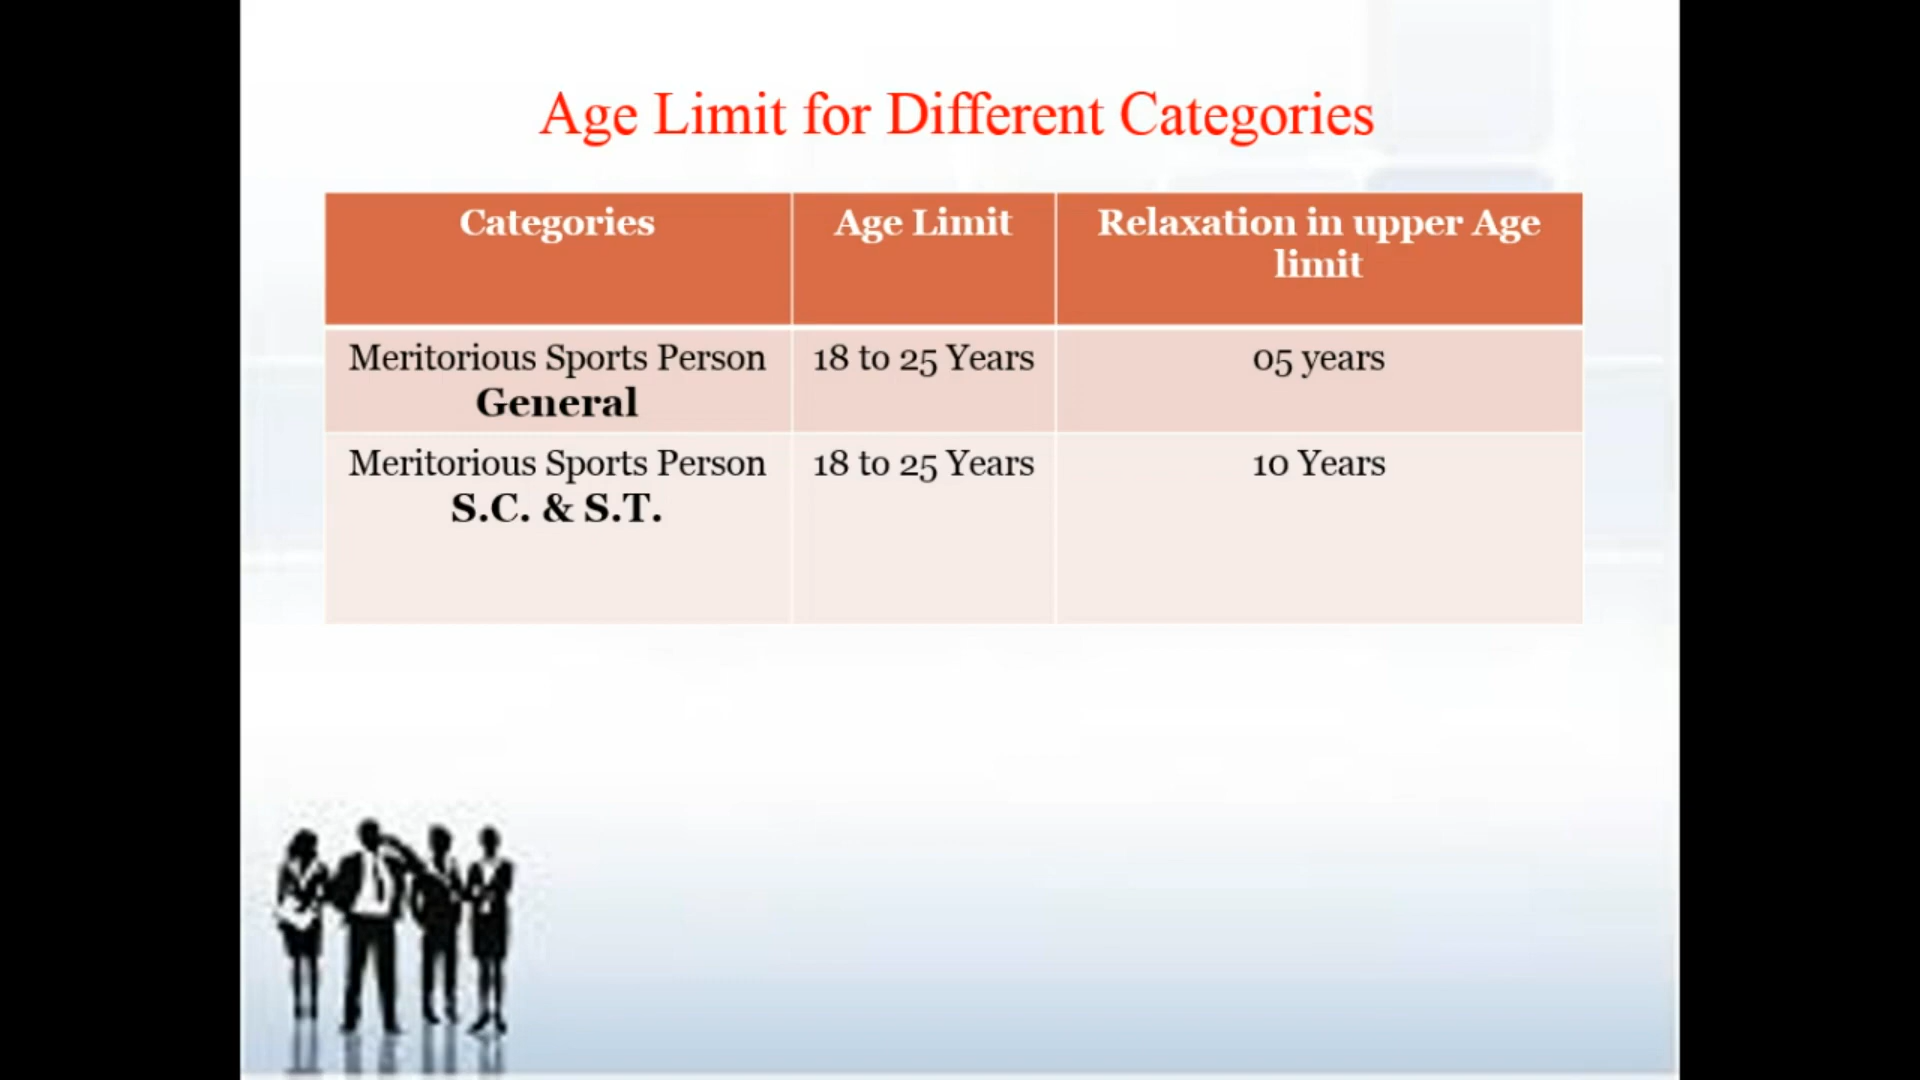 Age Limit for Different Categories
Categories
Age Limit
Relaxation in upper Age
limit
Meritorious Sports Person
General
18 to 25 Years
05 years
Meritorious Sports Person
S.C. & S.T.
18 to 25 Years
10 Years